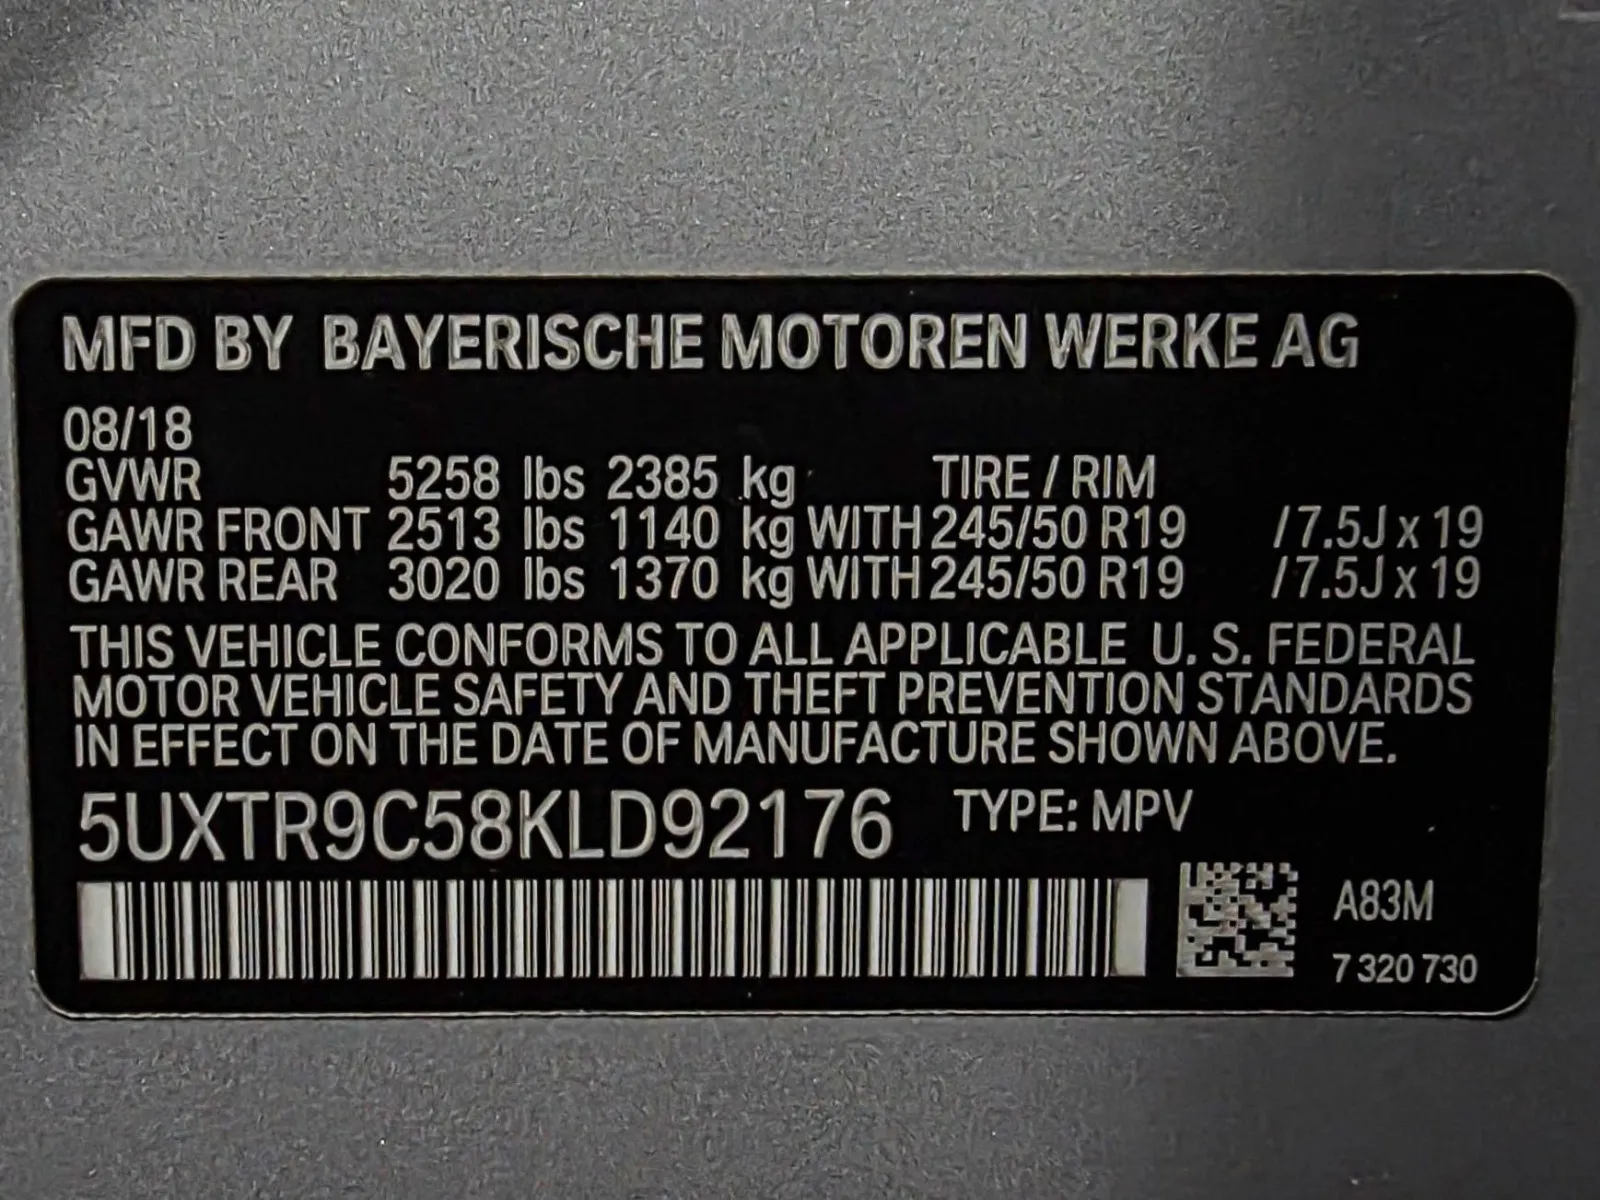 MFD BY BAYERISCHE MOTOREN WERKE AG
08/18
GVWR 5258 lbs 2385 kg TIRE / RIM
GAWR FRONT 2513 lbs 1140 kg WITH 245/50 R19 /7.5J x 19
GAWR REAR 3020 lbs 1370 kg WITH 245/50 R19 /7.5J x 19
THIS VEHICLE CONFORMS TO ALL APPLICABLE U. S. FEDERAL
MOTOR VEHICLE SAFETY AND THEFT PREVENTION STANDARDS
IN EFFECT ON THE DATE OF MANUFACTURE SHOWN ABOVE.
5UXTR9C58KLD92176 TYPE: MPV
A83M
7 320 730